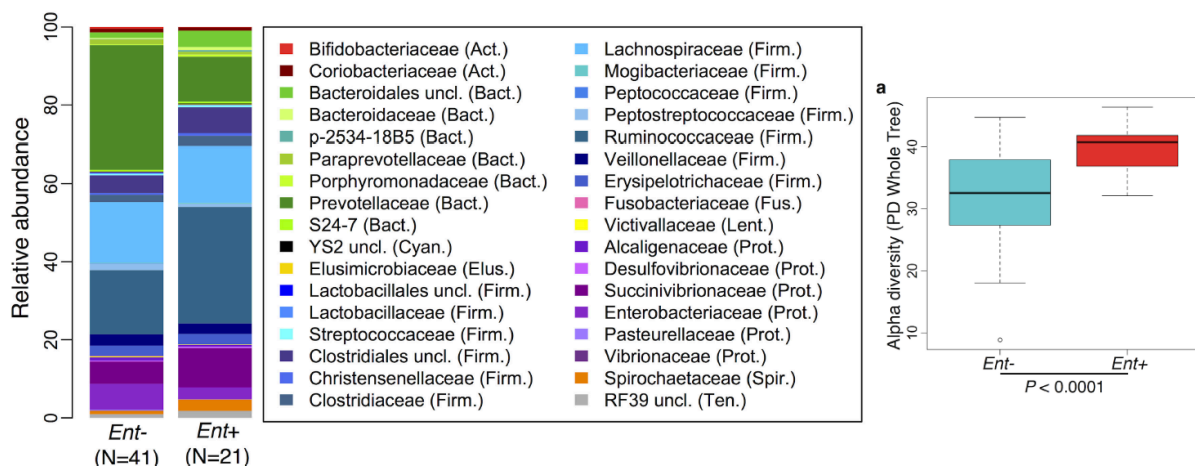 Relative abundance
100
80
60
40
20
0
Ent-
(N=41)
Ent+
(N=21)
Bifidobacteriaceae (Act.)
Coriobacteriaceae (Act.)
Bacteroidales uncl. (Bact.)
Bacteroidaceae (Bact.)
p-2534-18B5 (Bact.)
Paraprevotellaceae (Bact.)
Porphyromonadaceae (Bact.)
Prevotellaceae (Bact.)
S24-7 (Bact.)
YS2 uncl. (Cyan.)
Elusimicrobiaceae (Elus.)
Lactobacillales uncl. (Firm.)
Lactobacillaceae (Firm.)
Streptococcaceae (Firm.)
Clostridiales uncl. (Firm.)
Christensenellaceae (Firm.)
Clostridiaceae (Firm.)
Lachnospiraceae (Firm.)
Mogibacteriaceae (Firm.)
Peptococcaceae (Firm.)
Peptostreptococcaceae (Firm.)
Ruminococcaceae (Firm.)
Veillonellaceae (Firm.)
Erysipelotrichaceae (Firm.)
Fusobacteriaceae (Fus.)
Victivallaceae (Lent.)
Alcaligenaceae (Prot.)
Desulfovibrionaceae (Prot.)
Succinivibrionaceae (Prot.)
Enterobacteriaceae (Prot.)
Pasteurellaceae (Prot.)
Vibrionaceae (Prot.)
Spirochaetaceae (Spir.)
RF39 uncl. (Ten.)
a
Alpha diversity (PD Whole Tree)
40
30
20
10
Ent-
Ent+
P < 0.0001